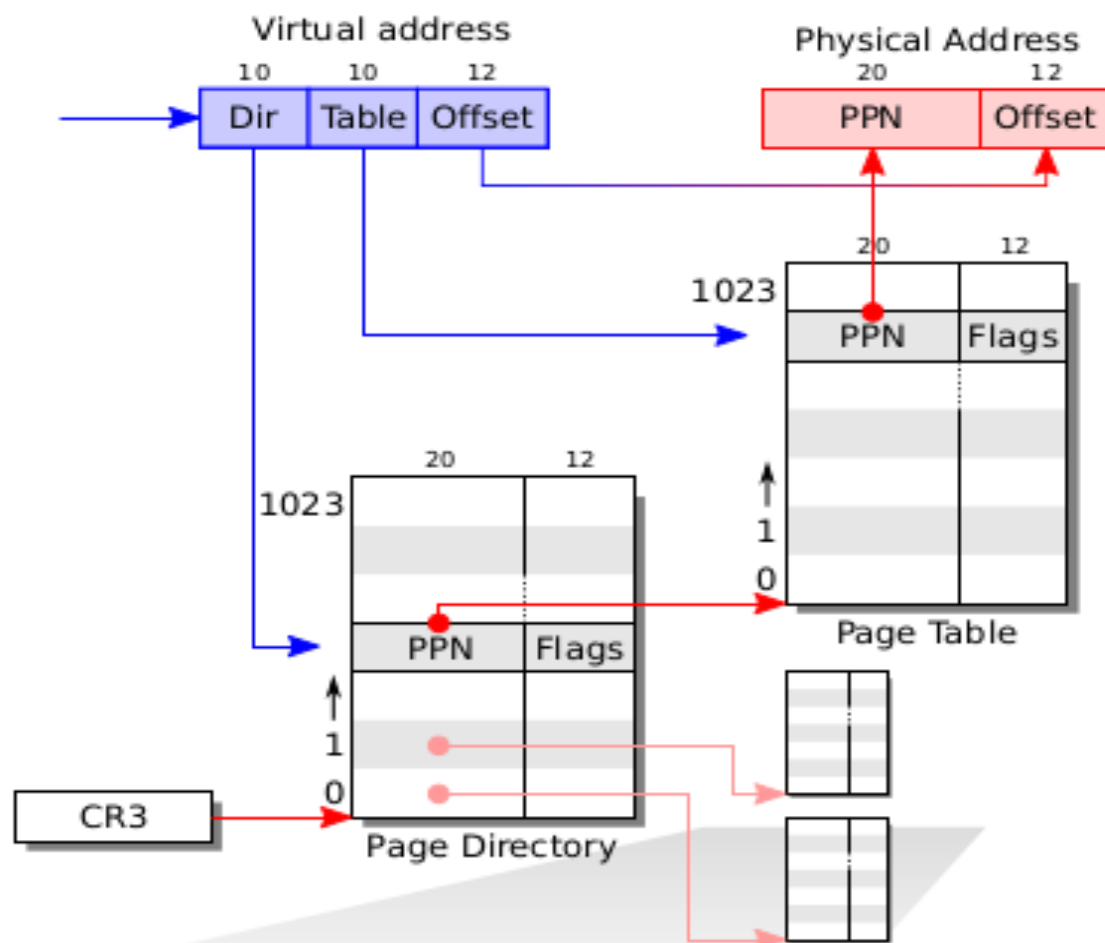 Virtual address
10 10 12
Dir Table Offset
Physical Address
20 12
PPN Offset
20 12
1023
PPN Flags
1
0
Page Table
20 12
1023
PPN Flags
1
0
Page Directory
CR3